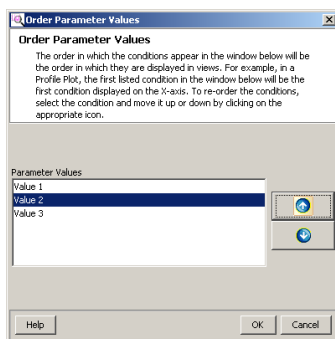 Order Parameter Values
Order Parameter Values
The order in which the conditions appear in the window below will be
the order in which they are displayed in views. For example, in a
Profile Plot, the first listed condition in the window below will be the
first condition displayed on the X-axis. To re-order the conditions,
select the condition and move it up or down by clicking on the
appropriate icon.
Parameter Values
Value 1
Value 2
Value 3
Help
OK
Cancel